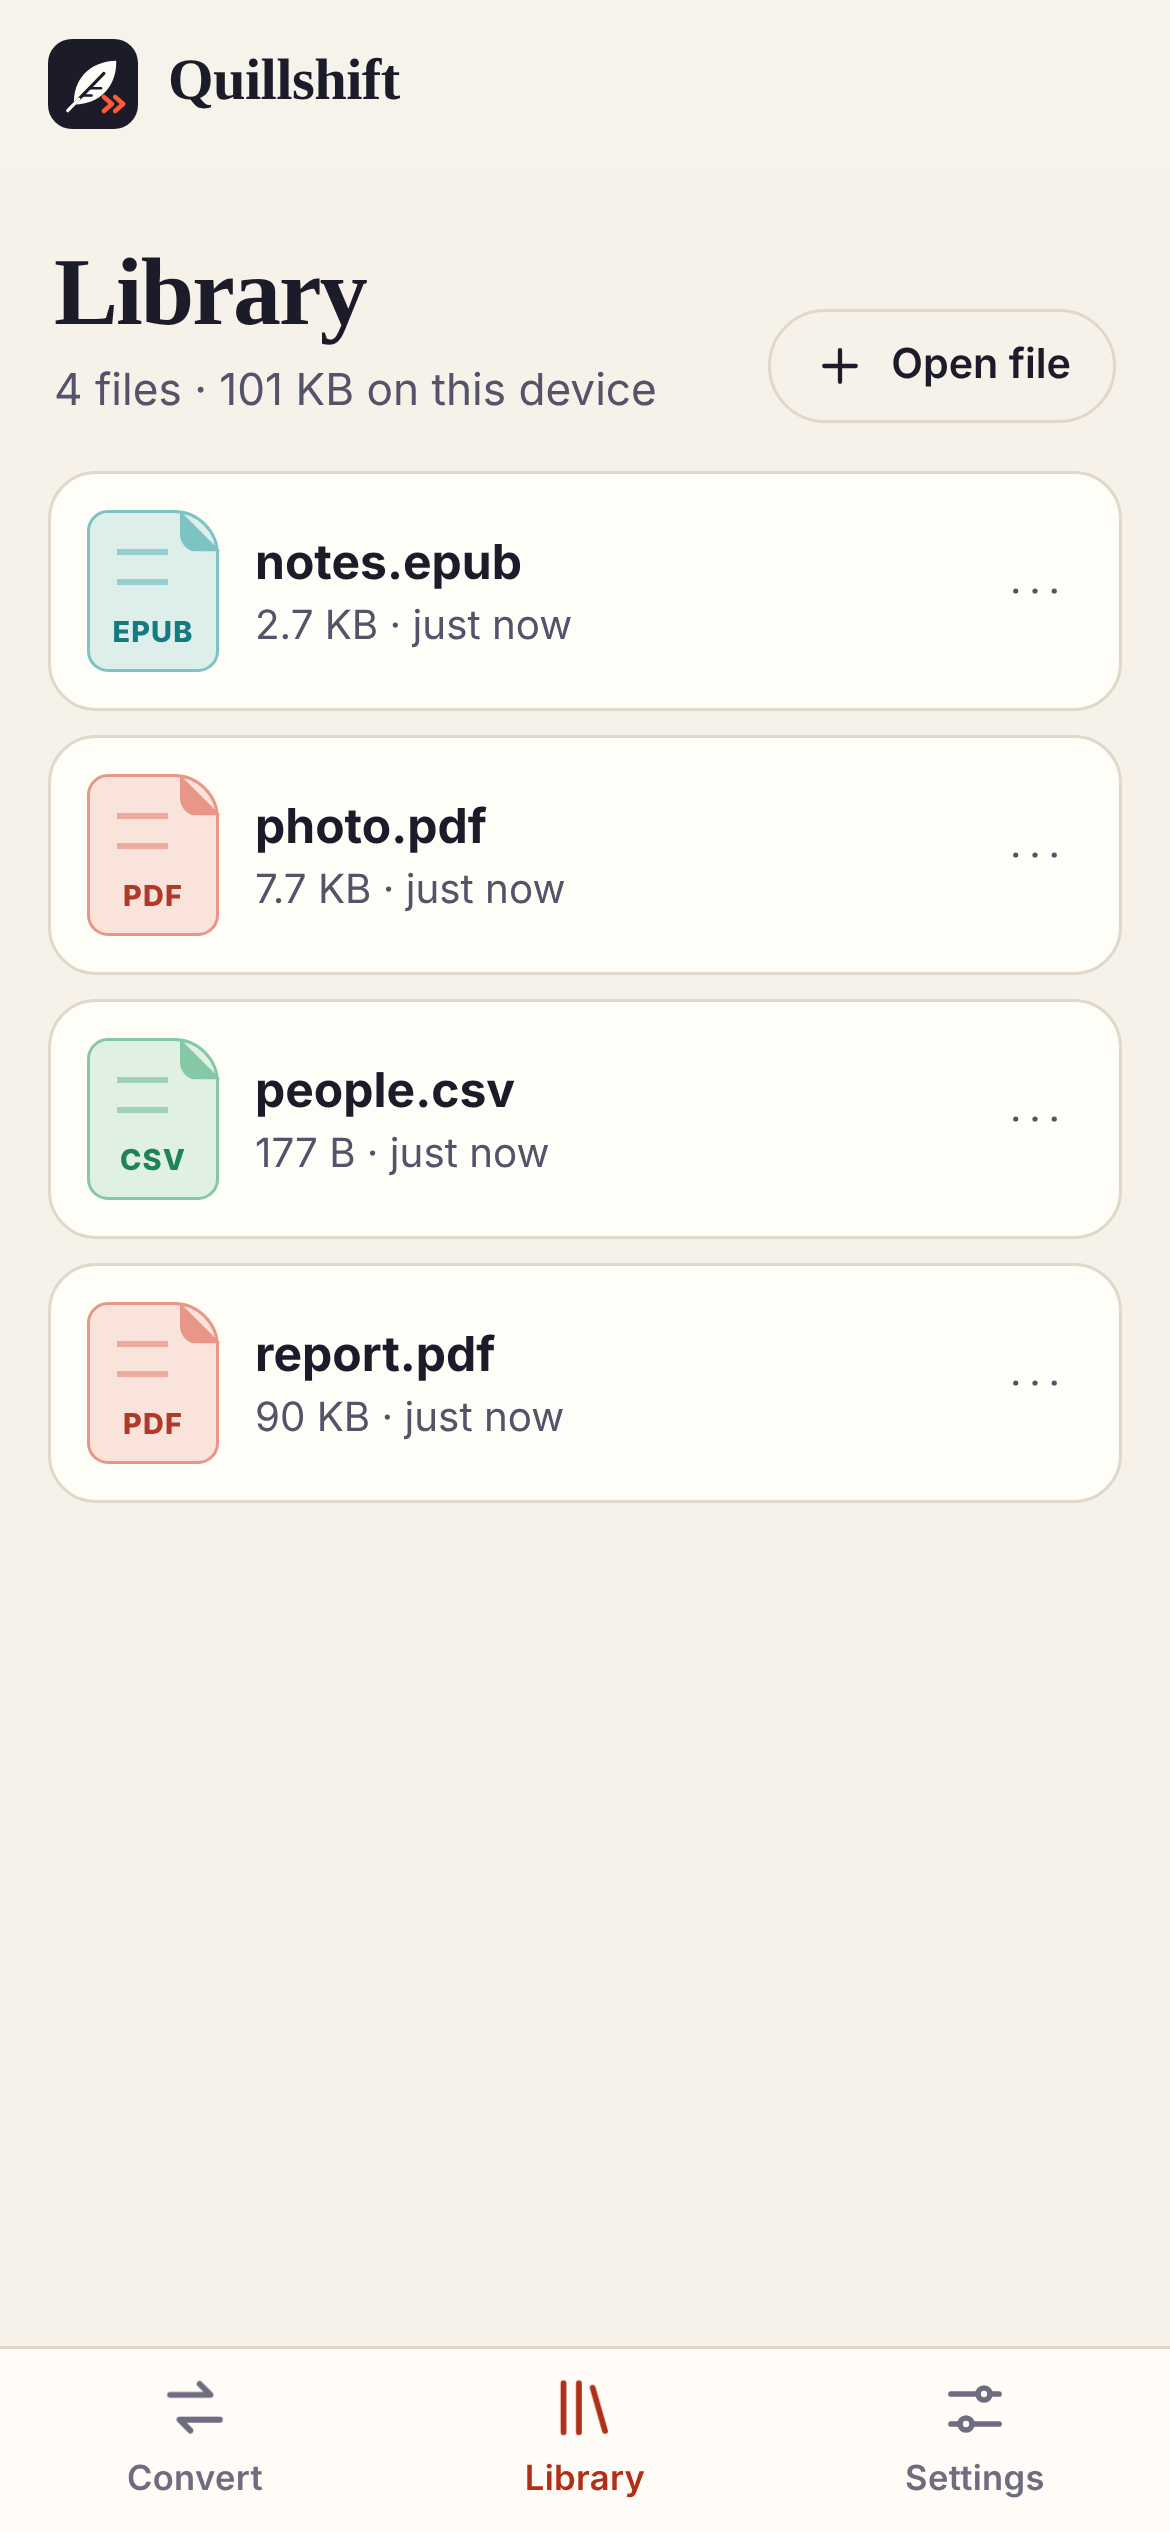 Quillshift
Library
4 files · 101 KB on this device
Open file
EPUB
notes.epub
2.7 KB · just now
PDF
photo.pdf
7.7 KB · just now
CSV
people.csv
177 B · just now
PDF
report.pdf
90 KB · just now
Convert
Library
Settings